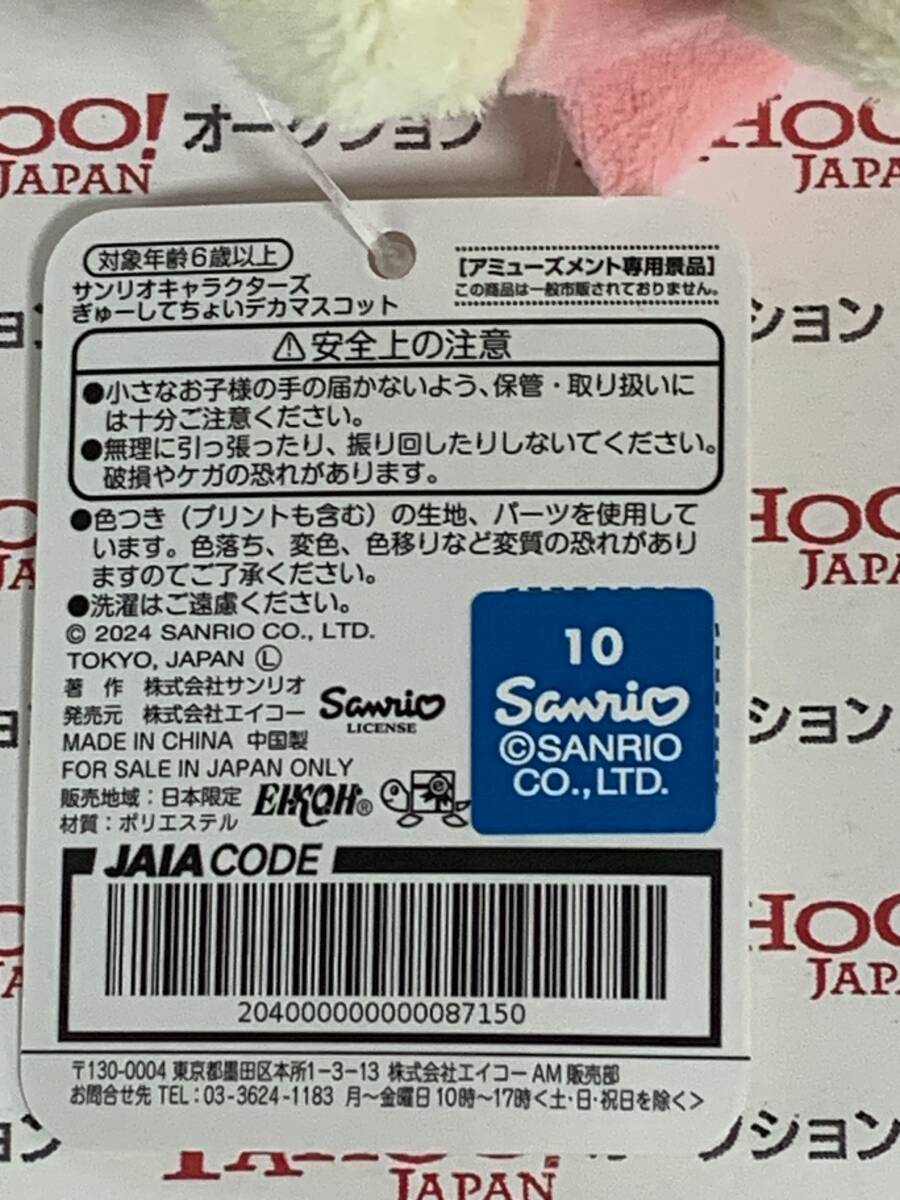 OO!
JAPAN
オークション
HOO
JAPA
対象年齢6歳以上
サンリオキャラクターズ
ぎゅーしてちょいデカマスコット
[アミューズメント専用景品]
この商品は一般市販されておりません。
ション
⚠安全上の注意
●小さなお子様の手の届かないよう、保管・取り扱いに
は十分ご注意ください。
●無理に引っ張ったり、振り回したりしないでください。
破損やケガの恐れがあります。
●色つき（プリントも含む）の生地、パーツを使用して
います。色落ち、変色、色移りなど変質の恐れがあり
ますのでご了承ください。
●洗濯はご遠慮ください。
HOO
JAPA
© 2024 SANRIO CO., LTD.
TOKYO, JAPAN Ⓛ
著 作 株式会社サンリオ
発売元 株式会社エイコー
Sanrio
LICENSE
MADE IN CHINA 中国製
FOR SALE IN JAPAN ONLY
販売地域：日本限定
EIKOH®
材質：ポリエステル
10
Sanrio
©SANRIO
CO.,LTD.
ション
JAIA CODE
2040000000000087150
HOO
JAPA
〒130-0004 東京都墨田区本所1-3-13 株式会社エイコー AM販売部
お問合せ先 TEL：03-3624-1183 月～金曜日10時～17時<土・日・祝日を除く>
ョン
ション
JAPAN